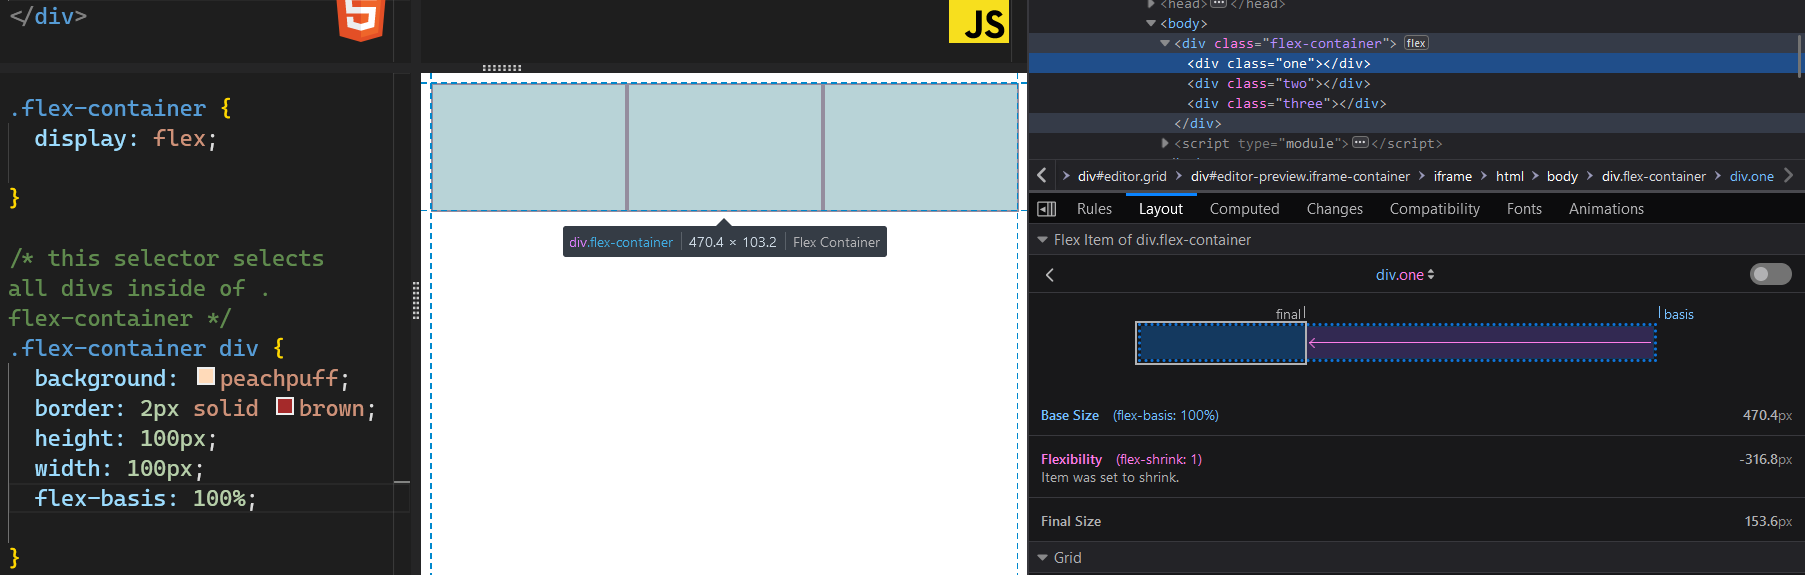 </div>
.flex-container {
display: flex;
}
/* this selector selects
all divs inside of .
flex-container */
.flex-container div {
background: peachpuff;
border: 2px solid brown;
height: 100px;
width: 100px;
flex-basis: 100%;
}
JS
div.flex-container 470.4 × 103.2 Flex Container
<head> ••• </head>
<body>
<div class="flex-container"> flex
<div class="one"></div>
<div class="two"></div>
<div class="three"></div>
</div>
<script type="module"> ••• </script>
div#editor.grid > div#editor-preview.iframe-container > iframe > html > body > div.flex-container > div.one
Rules Layout Computed Changes Compatibility Fonts Animations
Flex Item of div.flex-container
div.one
final basis
Base Size (flex-basis: 100%) 470.4px
Flexibility (flex-shrink: 1) -316.8px
Item was set to shrink.
Final Size 153.6px
Grid